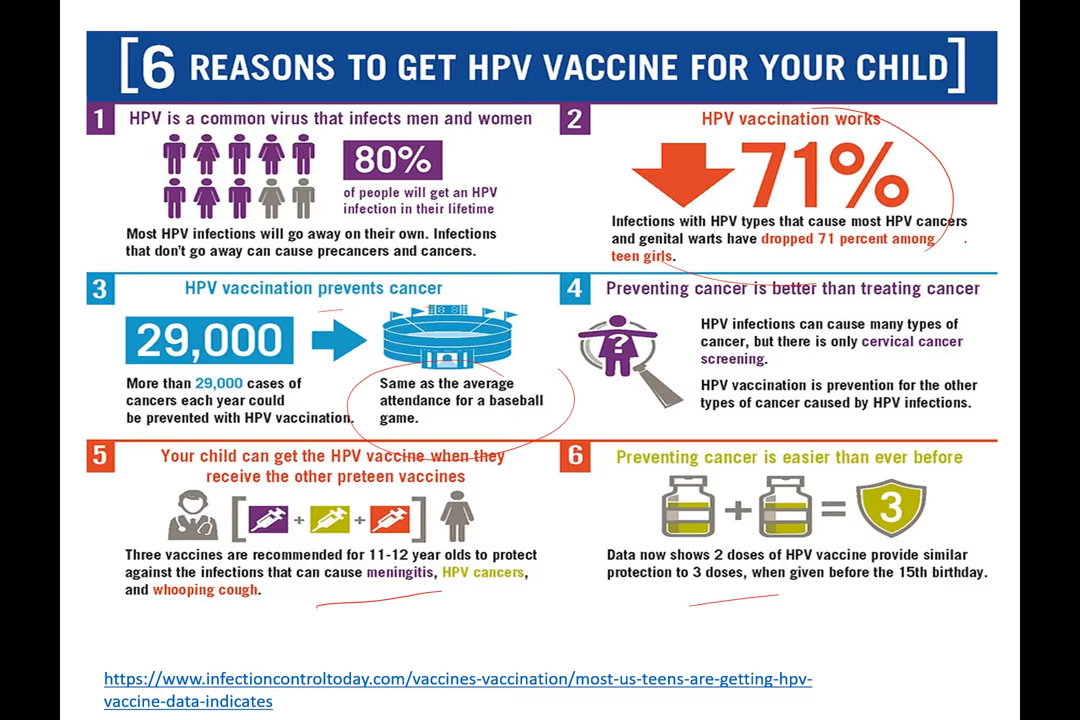 [6 REASONS TO GET HPV VACCINE FOR YOUR CHILD]
1
HPV is a common virus that infects men and women
80%
of people will get an HPV
infection in their lifetime
Most HPV infections will go away on their own. Infections
that don't go away can cause precancers and cancers.
2
HPV vaccination works
71%
Infections with HPV types that cause most HPV cancers
and genital warts have dropped 71 percent among
teen girls.
3
HPV vaccination prevents cancer
29,000
More than 29,000 cases of
cancers each year could
be prevented with HPV vaccination.
Same as the average
attendance for a baseball
game.
4
Preventing cancer is better than treating cancer
?
HPV infections can cause many types of
cancer, but there is only cervical cancer
screening.
HPV vaccination is prevention for the other
types of cancer caused by HPV infections.
5
Your child can get the HPV vaccine when they
receive the other preteen vaccines
[ + + ]
Three vaccines are recommended for 11-12 year olds to protect
against the infections that can cause meningitis, HPV cancers,
and whooping cough.
6
Preventing cancer is easier than ever before
+ = 3
Data now shows 2 doses of HPV vaccine provide similar
protection to 3 doses, when given before the 15th birthday.
https://www.infectioncontroltoday.com/vaccines-vaccination/most-us-teens-are-getting-hpv-
vaccine-data-indicates